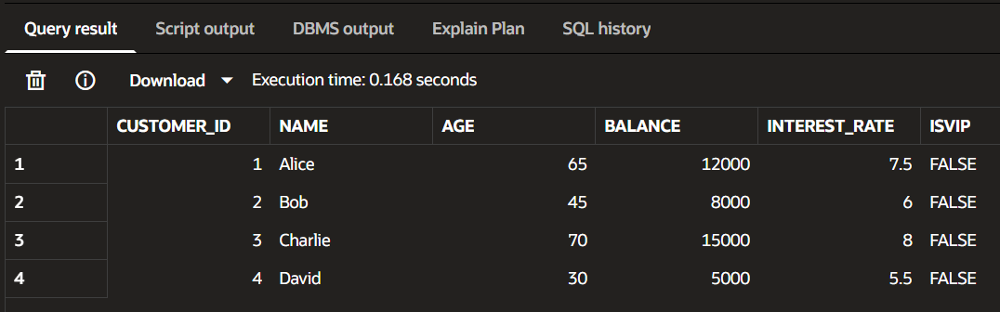 Query result Script output DBMS output Explain Plan SQL history
Download Execution time: 0.168 seconds
CUSTOMER_ID NAME AGE BALANCE INTEREST_RATE ISVIP
1 1 Alice 65 12000 7.5 FALSE
2 2 Bob 45 8000 6 FALSE
3 3 Charlie 70 15000 8 FALSE
4 4 David 30 5000 5.5 FALSE